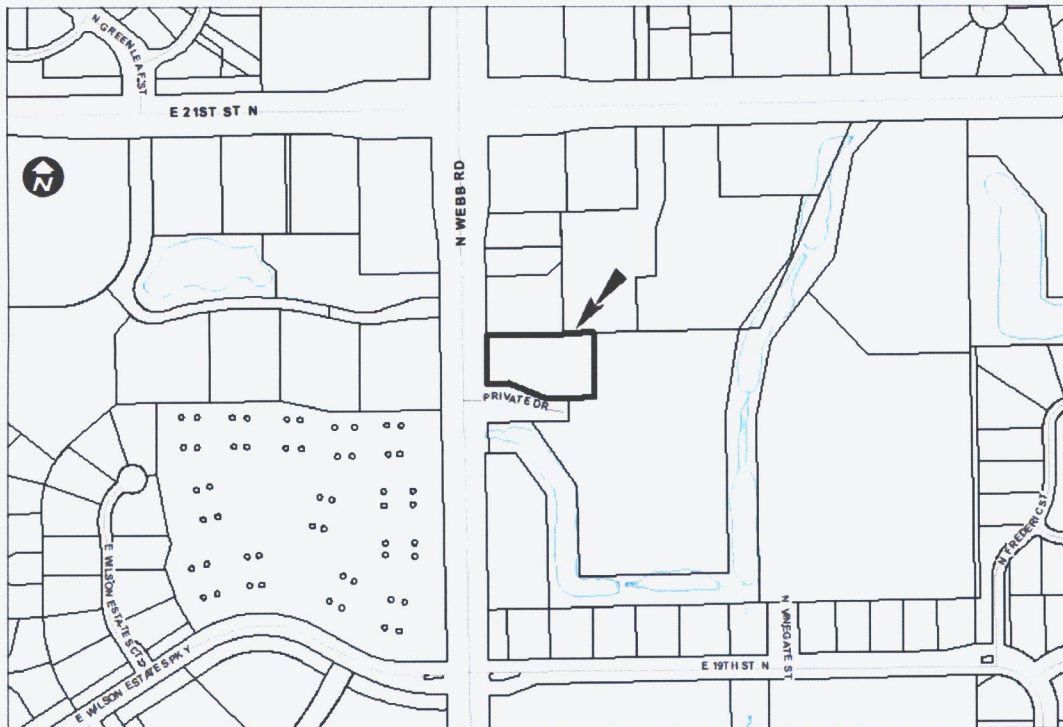 N GREENLEAF ST
E 21ST ST N
N
N WEBB RD
PRIVATE DR
E WILSON ESTATES CT
E WILSON ESTATES PKY
N FREDERIC ST
N VINEGATE ST
E 19TH ST N